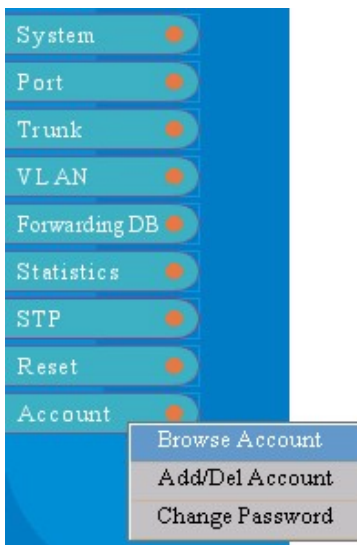 System
Port
Trunk
VLAN
Forwarding DB
Statistics
STP
Reset
Account
Browse Account
Add/Del Account
Change Password